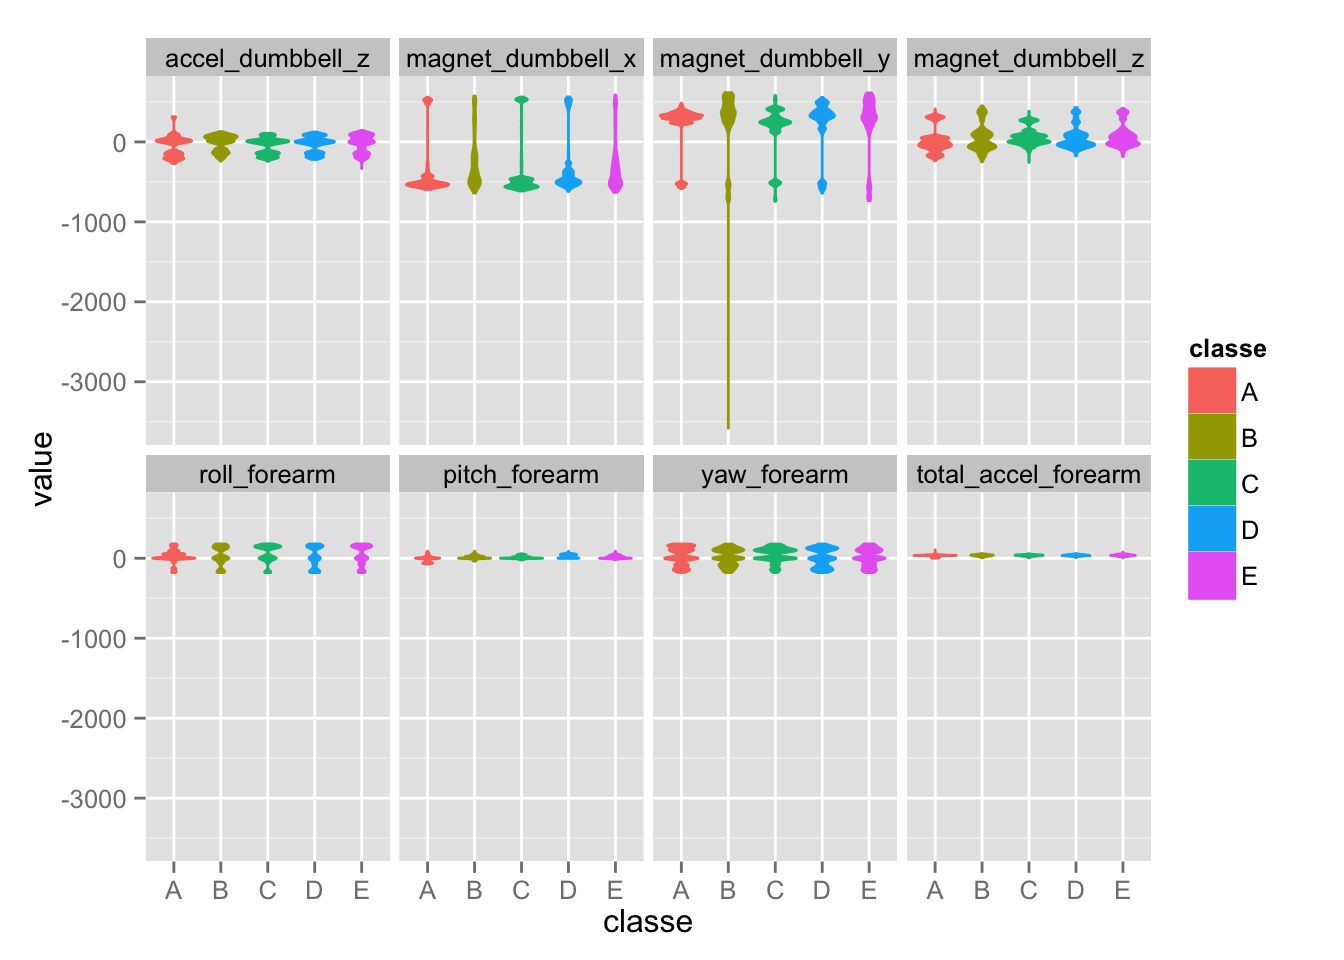 accel_dumbbell_z magnet_dumbbell_x magnet_dumbbell_y magnet_dumbbell_z
0
-1000
-2000
-3000
roll_forearm pitch_forearm yaw_forearm total_accel_forearm
0
-1000
-2000
-3000
A B C D E A B C D E A B C D E A B C D E
classe
value
classe
A
B
C
D
E